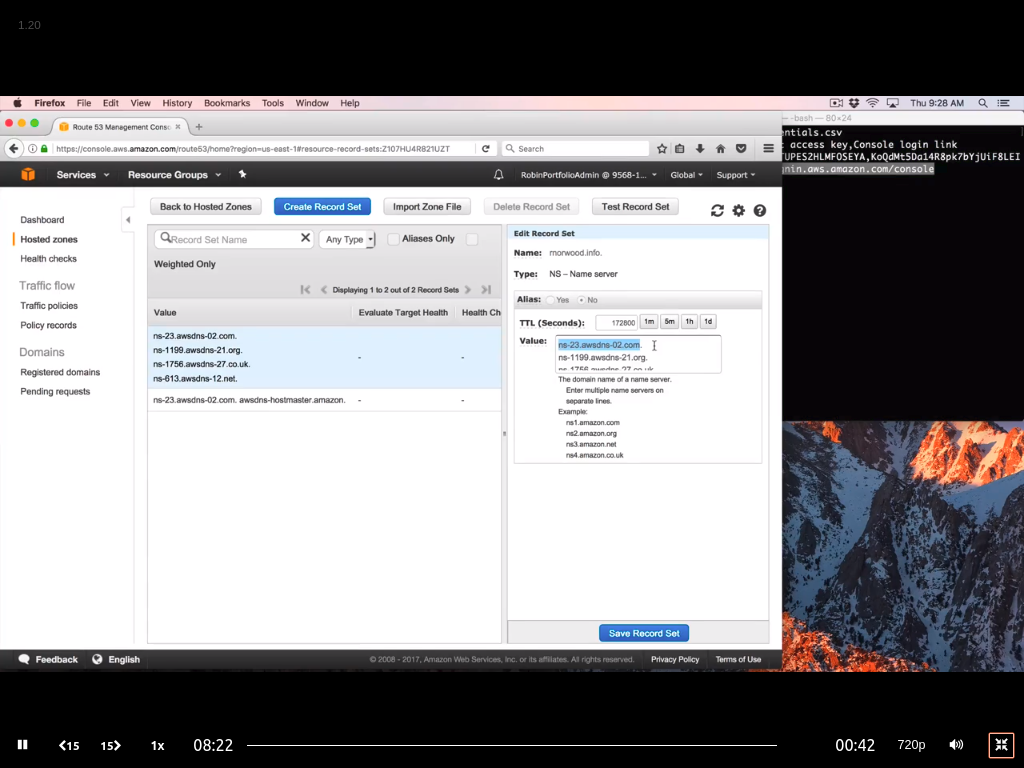 1.20
Firefox File Edit View History Bookmarks Tools Window Help Thu 9:28 AM
Route 53 Management Conso
-bash — 80×24
https://console.aws.amazon.com/route53/home?region=us-east-1#resource-record-sets:Z107HU4R821UZT
Search
entials.csv
access key,Console login link
Services Resource Groups RobinPortfolioAdmin @ 9568-1... Global Support
.aws.amazon.com/console
Back to Hosted Zones Create Record Set Import Zone File Delete Record Set Test Record Set
Dashboard
Hosted zones
Health checks
Traffic flow
Traffic policies
Policy records
Domains
Registered domains
Pending requests
Record Set Name Any Type Aliases Only
Weighted Only
Displaying 1 to 2 out of 2 Record Sets
Value Evaluate Target Health Health Ch
ns-23.awsdns-02.com.
ns-1199.awsdns-21.org.
ns-1756.awsdns-27.co.uk.
ns-613.awsdns-12.net.
- -
ns-23.awsdns-02.com. awsdns-hostmaster.amazon. - -
Edit Record Set
Name: rnorwood.info.
Type: NS – Name server
Alias: Yes No
TTL (Seconds): 172800 1m 5m 1h 1d
Value: ns-23.awsdns-02.com.
ns-1199.awsdns-21.org.
ns-1756.awsdns-27.co.uk
The domain name of a name server.
Enter multiple name servers on
separate lines.
Example:
ns1.amazon.com
ns2.amazon.org
ns3.amazon.net
ns4.amazon.co.uk
Save Record Set
Feedback English © 2008 - 2017, Amazon Web Services, Inc. or its affiliates. All rights reserved. Privacy Policy Terms of Use
15 15 1x 08:22 00:42 720p